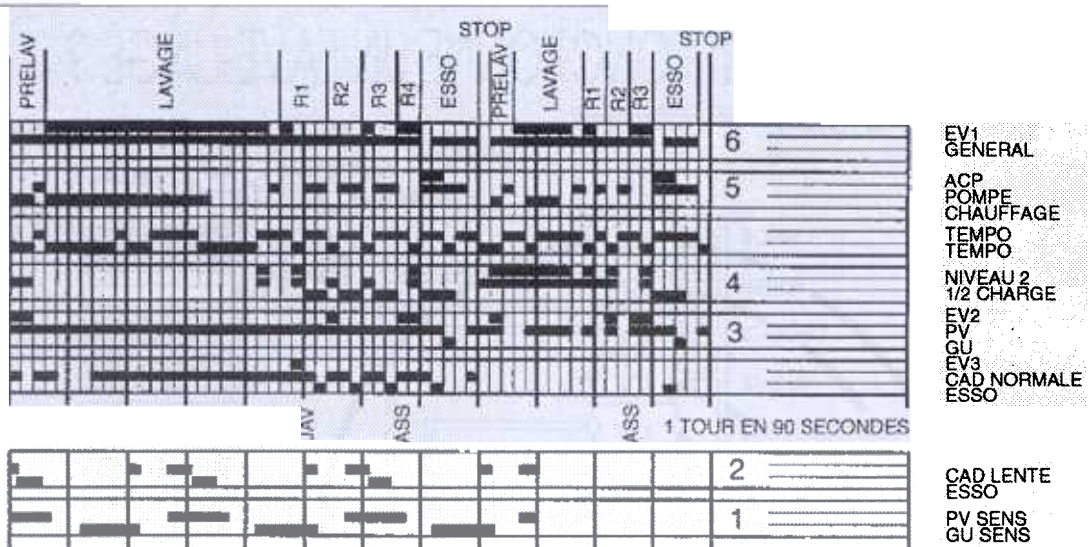 STOP
STOP
PRELAV
LAVAGE
R1
R2
R3
R4
ESSO
PRELAV
LAVAGE
R1
R2
R3
ESSO
6
EV1
GENERAL
5
ACP
POMPE
CHAUFFAGE
TEMPO
TEMPO
4
NIVEAU 2
1/2 CHARGE
3
EV2
PV
GU
EV3
CAD NORMALE
ESSO
JAV
ASS
ASS
1 TOUR EN 90 SECONDES
2
CAD LENTE
ESSO
1
PV SENS
GU SENS